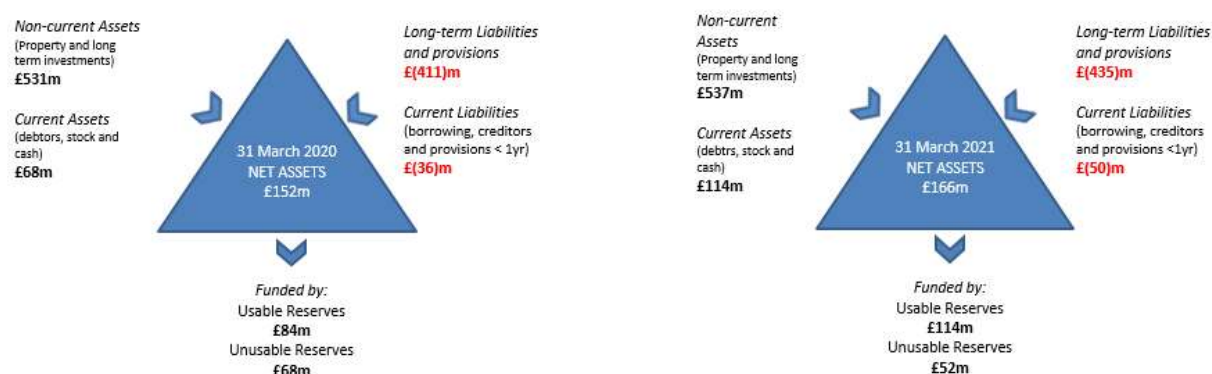 Non-current Assets
(Property and long
term investments)
£531m
Current Assets
(debtors, stock and
cash)
£68m
31 March 2020
NET ASSETS
£152m
Long-term Liabilities
and provisions
£(411)m
Current Liabilities
(borrowing, creditors
and provisions < 1yr)
£(36)m
Funded by:
Usable Reserves
£84m
Unusable Reserves
£68m
Non-current
Assets
(Property and long
term investments)
£537m
Current Assets
(debtrs, stock and
cash)
£114m
31 March 2021
NET ASSETS
£166m
Long-term Liabilities
and provisions
£(435)m
Current Liabilities
(borrowing, creditors
and provisions <1yr)
£(50)m
Funded by:
Usable Reserves
£114m
Unusable Reserves
£52m